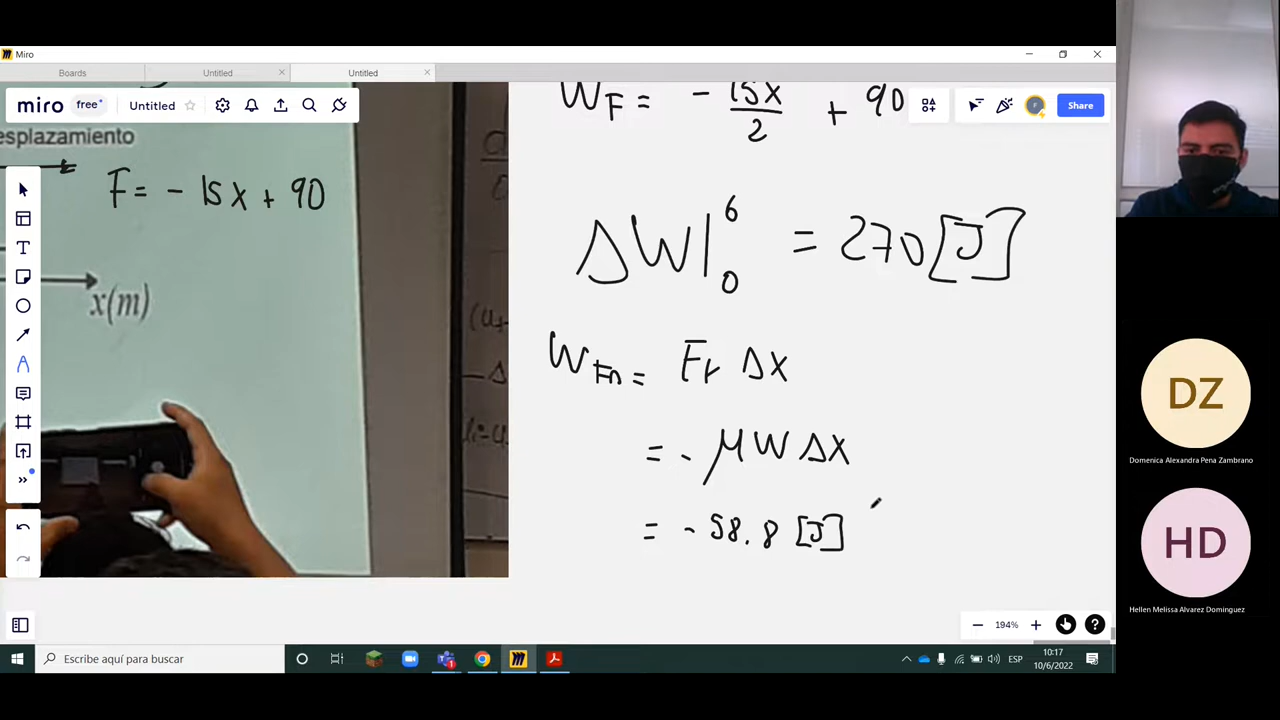 Miro
Boards
Untitled
Untitled
miro free
Untitled
Share
esplazamiento
F = - 15x + 90
x(m)
W_F = - 15x/2 + 90
ΔW|₀⁶ = 270 [J]
W_Fr = Fr Δx
= - μ W Δx
= - 58.8 [J]
194%
DZ
Domenica Alexandra Pena Zambrano
HD
Hellen Melissa Alvarez Dominguez
Escribe aquí para buscar
ESP
10:17
10/6/2022